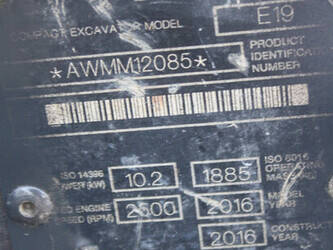 COMPACT EXCAVATOR MODEL E19
*AWMM12085* PRODUCT IDENTIFICATION NUMBER
ISO 14396 POWER (KW) 10.2 1885 ISO 6016 OPERATING MASS (KG)
ENGINE SPEED (RPM) 2500 2016 MODEL YEAR
2016 CONSTRUCTION YEAR